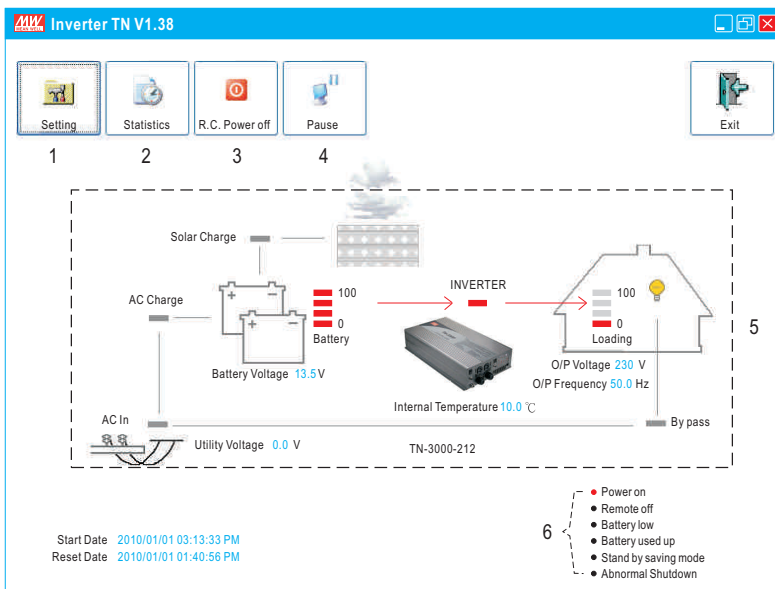 MW
MEAN WELL
Inverter TN V1.38
Setting
Statistics
R.C. Power off
Pause
Exit
1
2
3
4
Solar Charge
AC Charge
100
0
Battery
INVERTER
100
0
Loading
5
Battery Voltage 13.5 V
O/P Voltage 230 V
O/P Frequency 50.0 Hz
Internal Temperature 10.0 ℃
AC In
By pass
Utility Voltage 0.0 V
TN-3000-212
6
Power on
Remote off
Battery low
Battery used up
Stand by saving mode
Abnormal Shutdown
Start Date 2010/01/01 03:13:33 PM
Reset Date 2010/01/01 01:40:56 PM